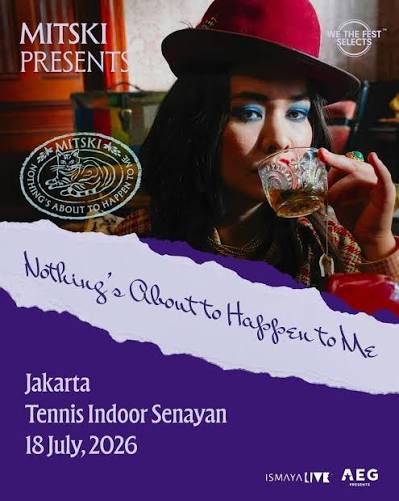 MITSKI
PRESENTS
WE THE FEST™
SELECTS
MITSKI
NOTHING'S ABOUT TO HAPPEN TO ME
Nothing's About to Happen to Me
Jakarta
Tennis Indoor Senayan
18 July, 2026
ISMAYA LIVE
AEG
PRESENTS